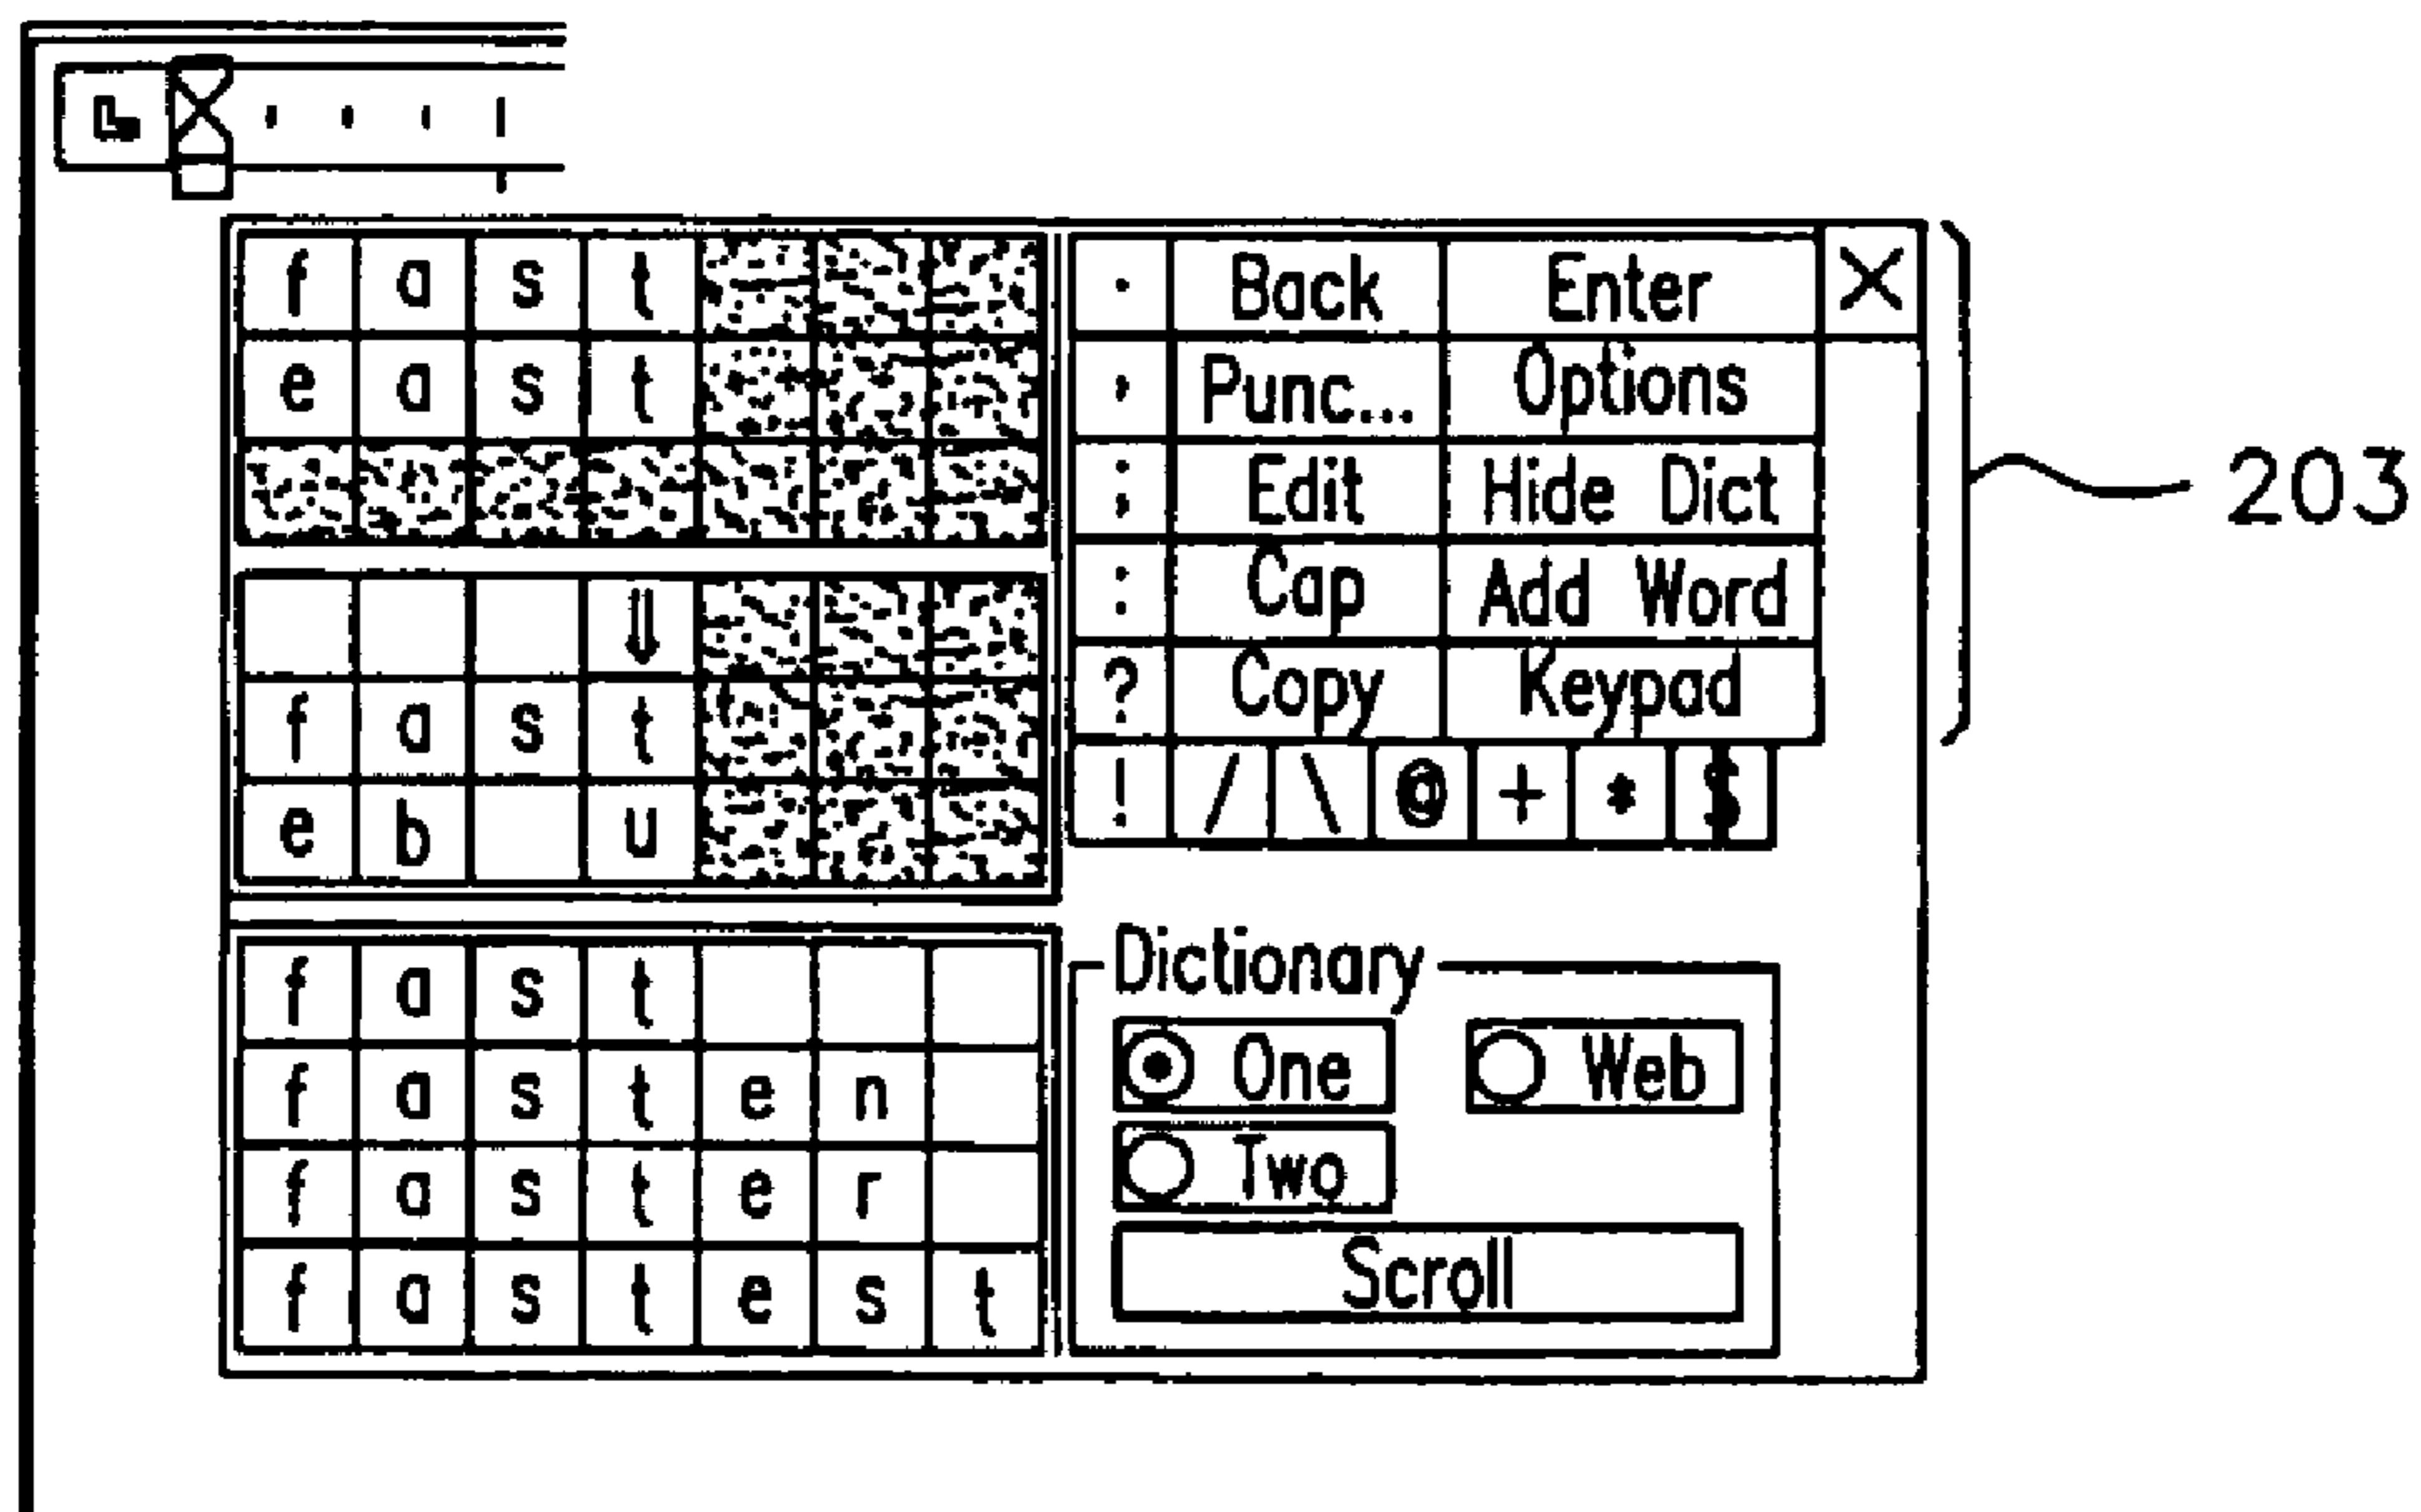 f a s t . Back Enter X
e a s t , Punc... Options
; Edit Hide Dict
203
⇓ : Cap Add Word
f a s t ? Copy Keypad
e b u ! / \ @ + * $
f a s t Dictionary
f a s t e n One Web
f a s t e r Two
f a s t e s t Scroll